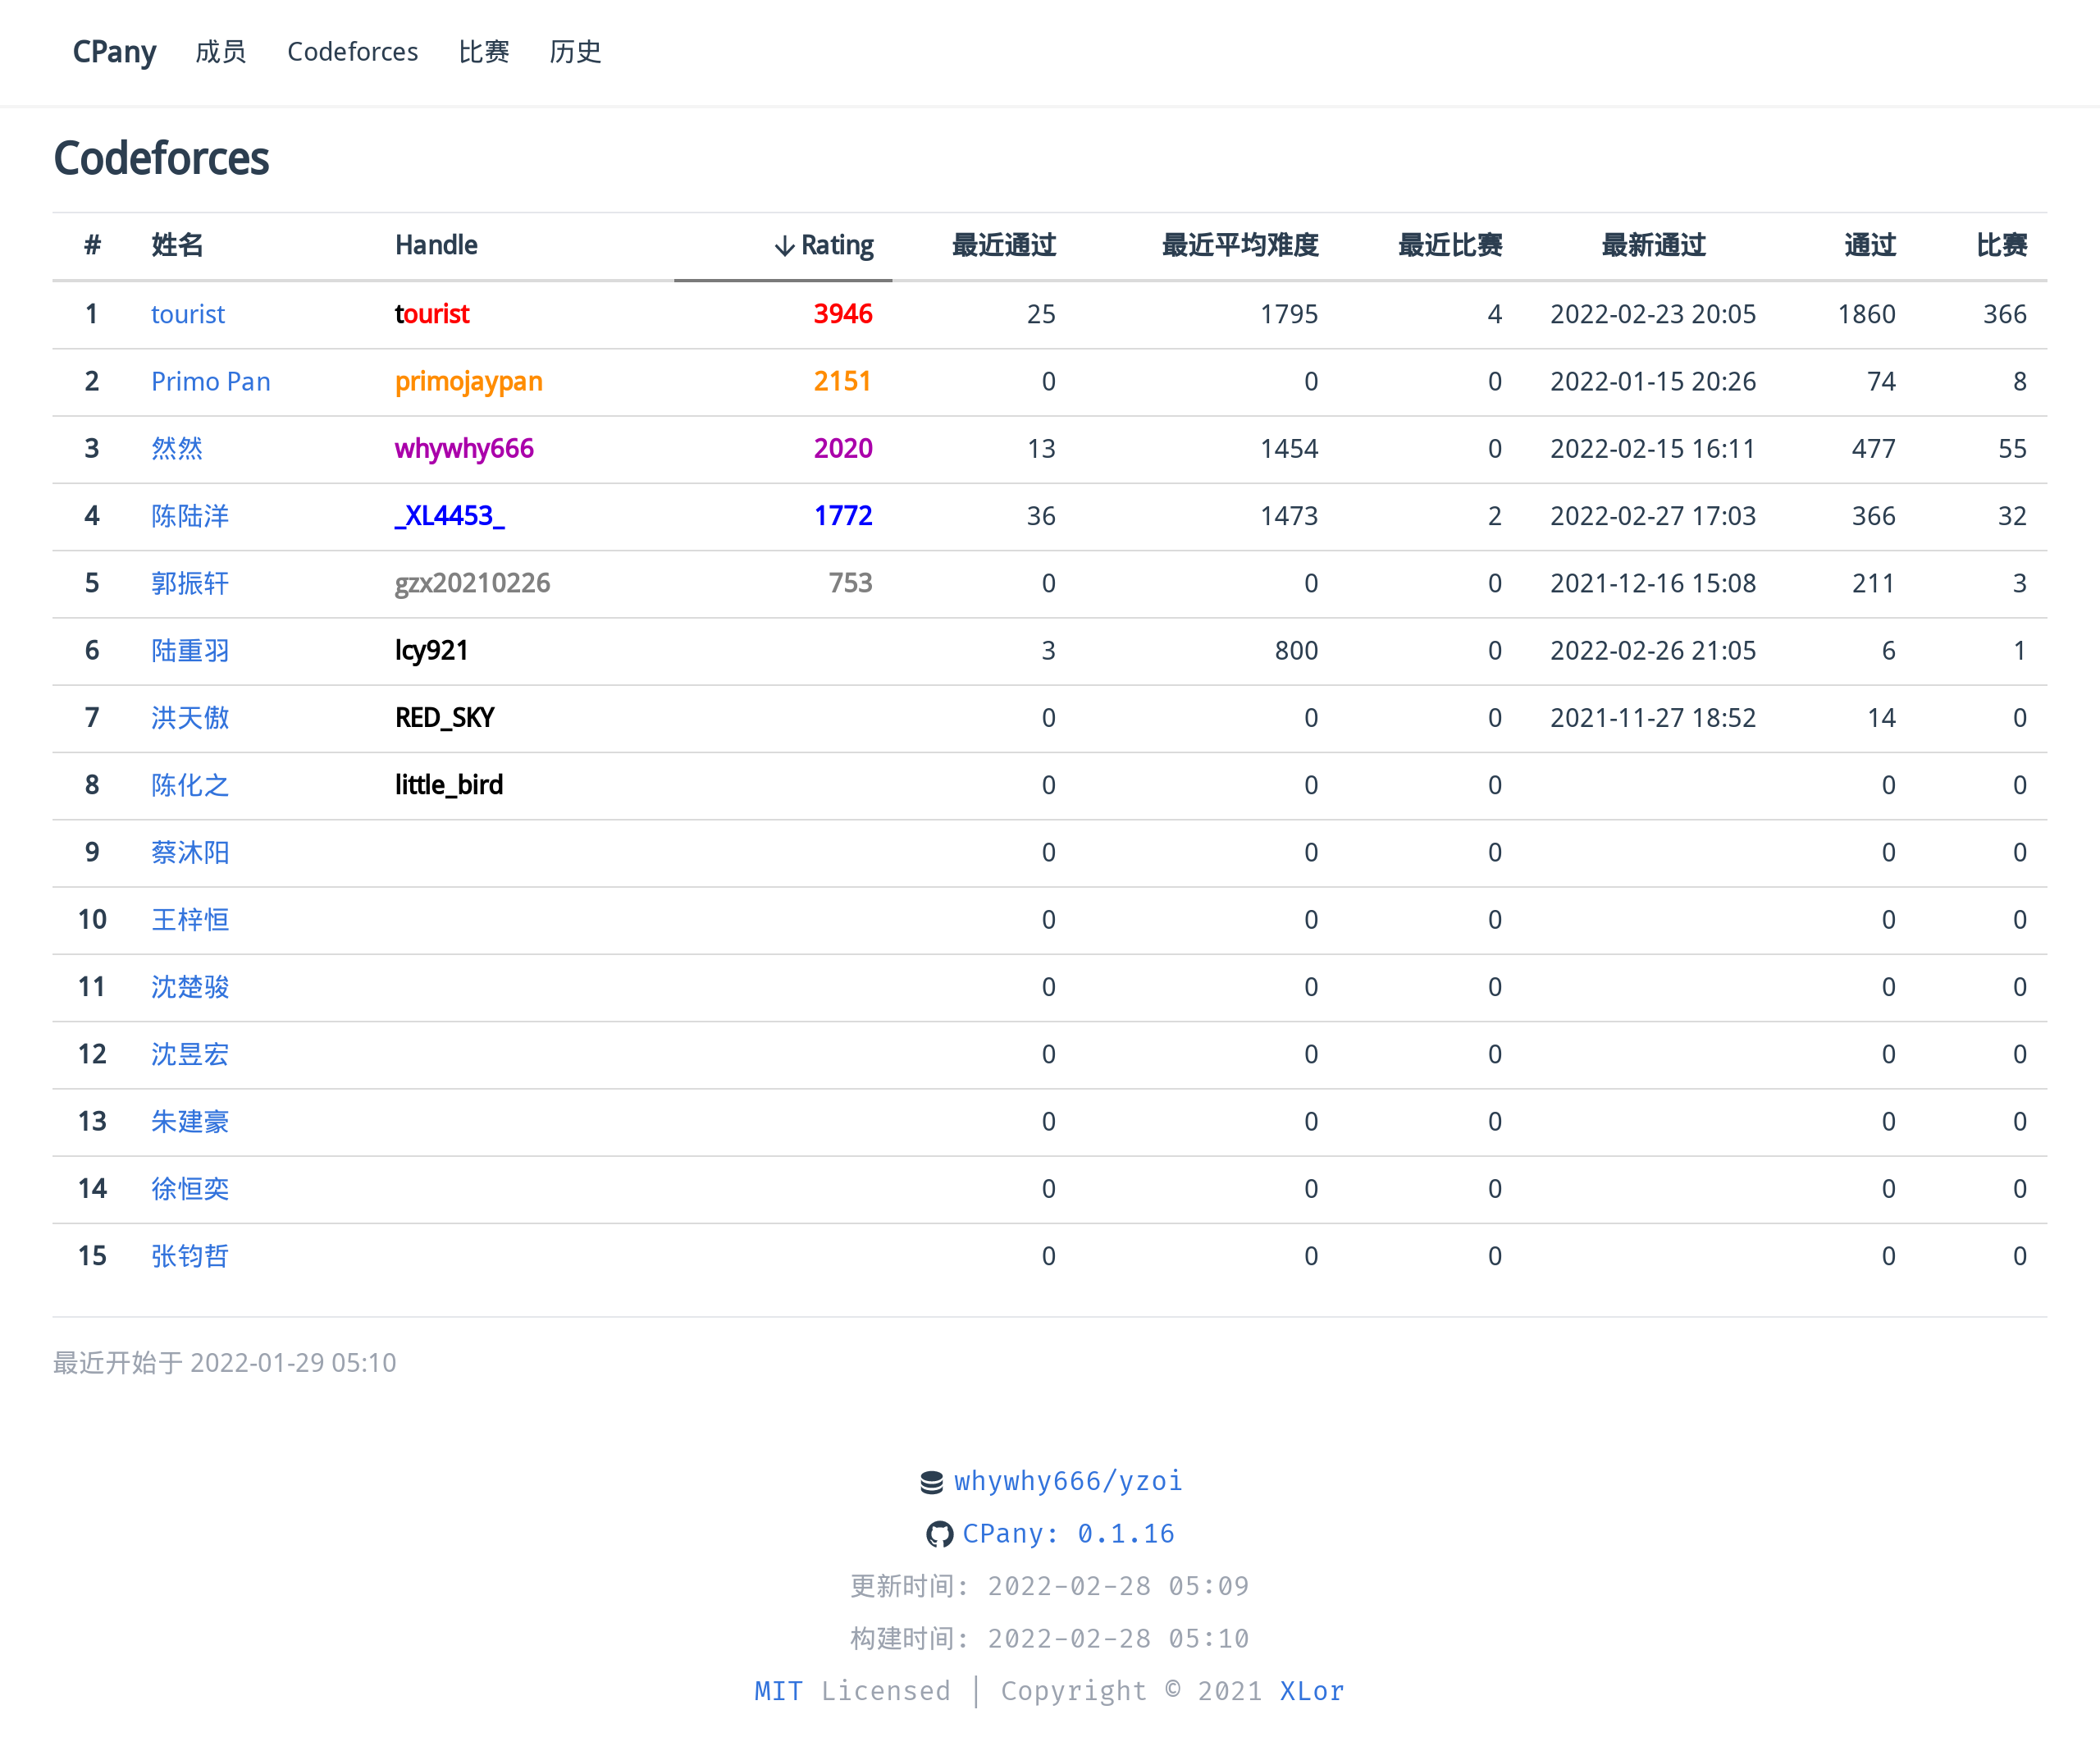 CPany 成员 Codeforces 比赛 历史
Codeforces
# 姓名 Handle ↓ Rating 最近通过 最近平均难度 最近比赛 最新通过 通过 比赛
1 tourist tourist 3946 25 1795 4 2022-02-23 20:05 1860 366
2 Primo Pan primojaypan 2151 0 0 0 2022-01-15 20:26 74 8
3 然然 whywhy666 2020 13 1454 0 2022-02-15 16:11 477 55
4 陈陆洋 _XL4453_ 1772 36 1473 2 2022-02-27 17:03 366 32
5 郭振轩 gzx20210226 753 0 0 0 2021-12-16 15:08 211 3
6 陆重羽 lcy921 3 800 0 2022-02-26 21:05 6 1
7 洪天傲 RED_SKY 0 0 0 2021-11-27 18:52 14 0
8 陈化之 little_bird 0 0 0 0 0
9 蔡沐阳 0 0 0 0 0
10 王梓恒 0 0 0 0 0
11 沈楚骏 0 0 0 0 0
12 沈昱宏 0 0 0 0 0
13 朱建豪 0 0 0 0 0
14 徐恒奕 0 0 0 0 0
15 张钧哲 0 0 0 0 0
最近开始于 2022-01-29 05:10
whywhy666/yzoi
CPany: 0.1.16
更新时间: 2022-02-28 05:09
构建时间: 2022-02-28 05:10
MIT Licensed | Copyright © 2021 XLor